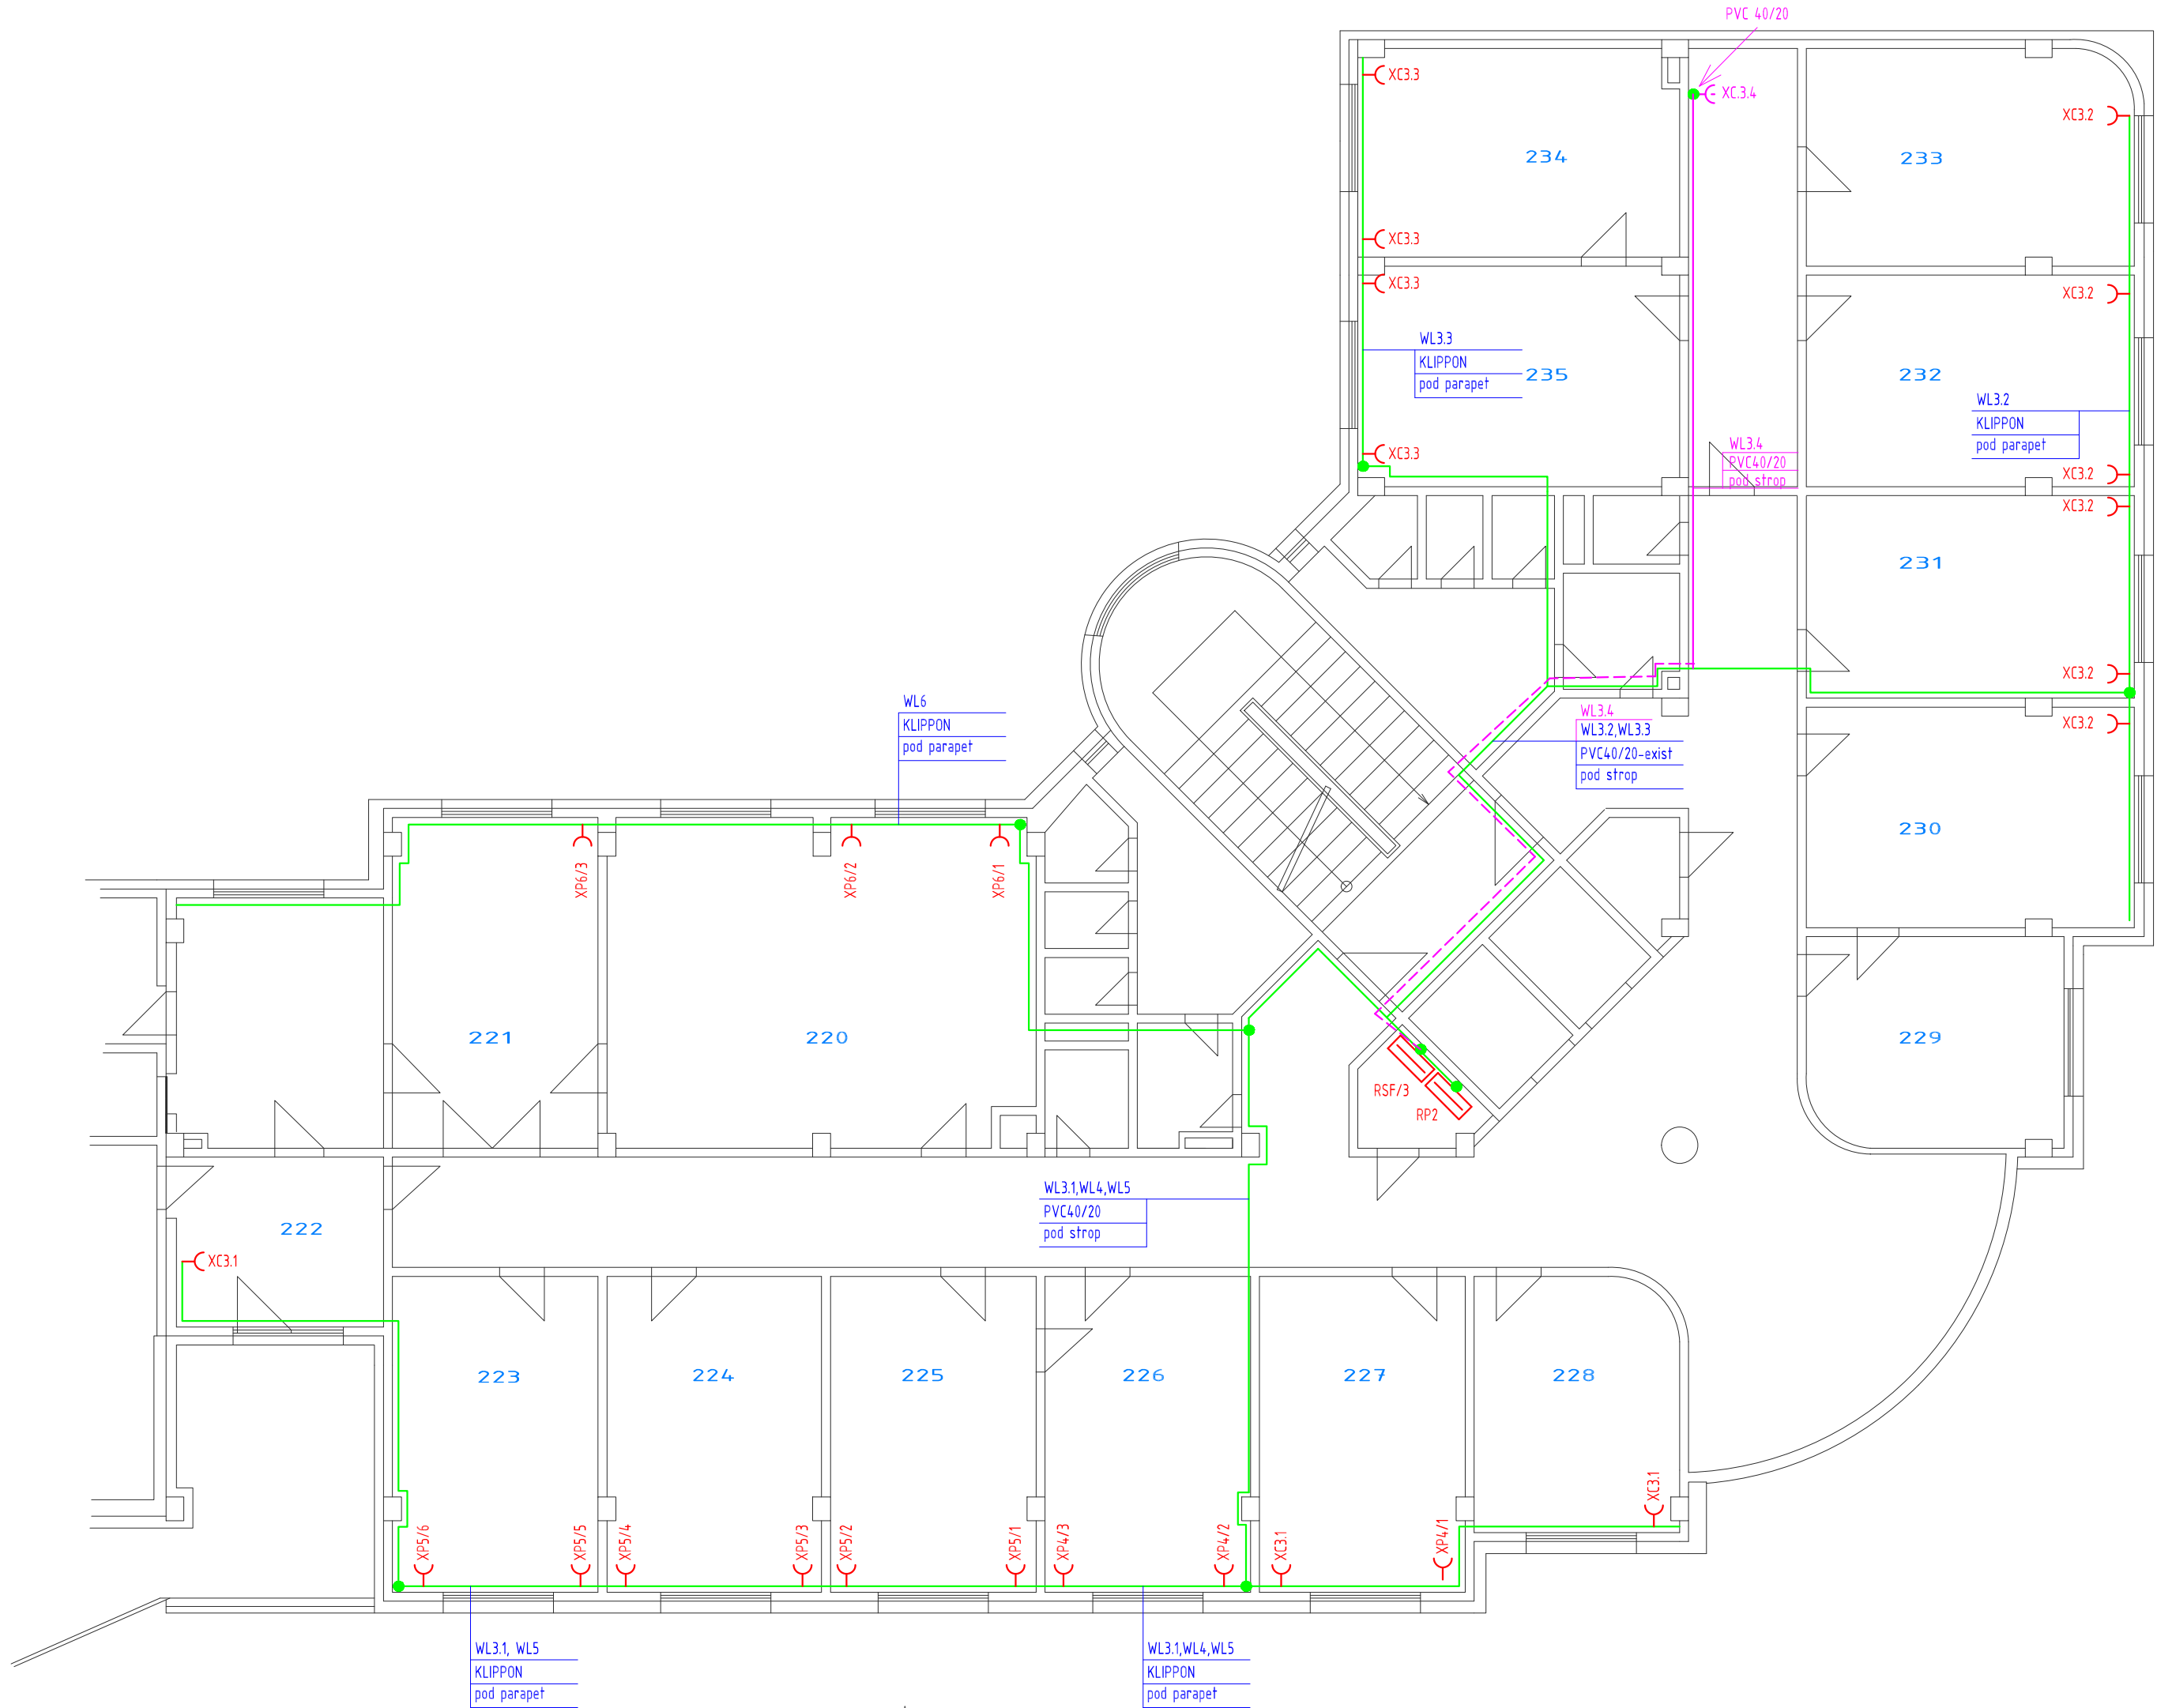 PVC 40/20
XC3.3
XC.3.4
XC3.2
234
233
XC3.3
XC3.3
XC3.2
WL3.3
KLIPPON
pod parapet
235
232
WL3.2
KLIPPON
pod parapet
WL3.4
PVC40/20
pod strop
XC3.3
XC3.2
XC3.2
231
XC3.2
WL6
KLIPPON
pod parapet
WL3.4
WL3.2,WL3.3
PVC40/20-exist
pod strop
XC3.2
230
XP6/3
XP6/2
XP6/1
221
220
229
RSF/3
RP2
WL3.1,WL4,WL5
PVC40/20
pod strop
222
XC3.1
223
224
225
226
227
228
XC3.1
XP5/6
XP5/5
XP5/4
XP5/3
XP5/2
XP5/1
XP4/3
XP4/2
XC3.1
XP4/1
WL3.1, WL5
KLIPPON
pod parapet
WL3.1,WL4,WL5
KLIPPON
pod parapet